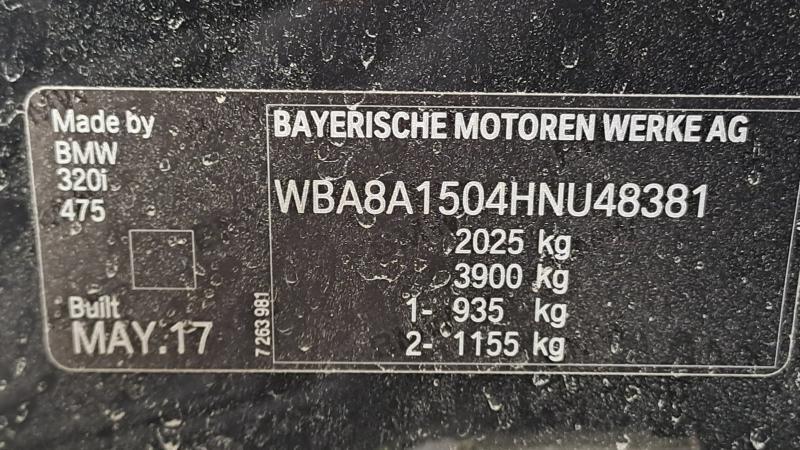 Made by
BMW
320i
475
Built
MAY.17
7 263 981
BAYERISCHE MOTOREN WERKE AG
WBA8A1504HNU48381
2025 kg
3900 kg
1- 935 kg
2- 1155 kg